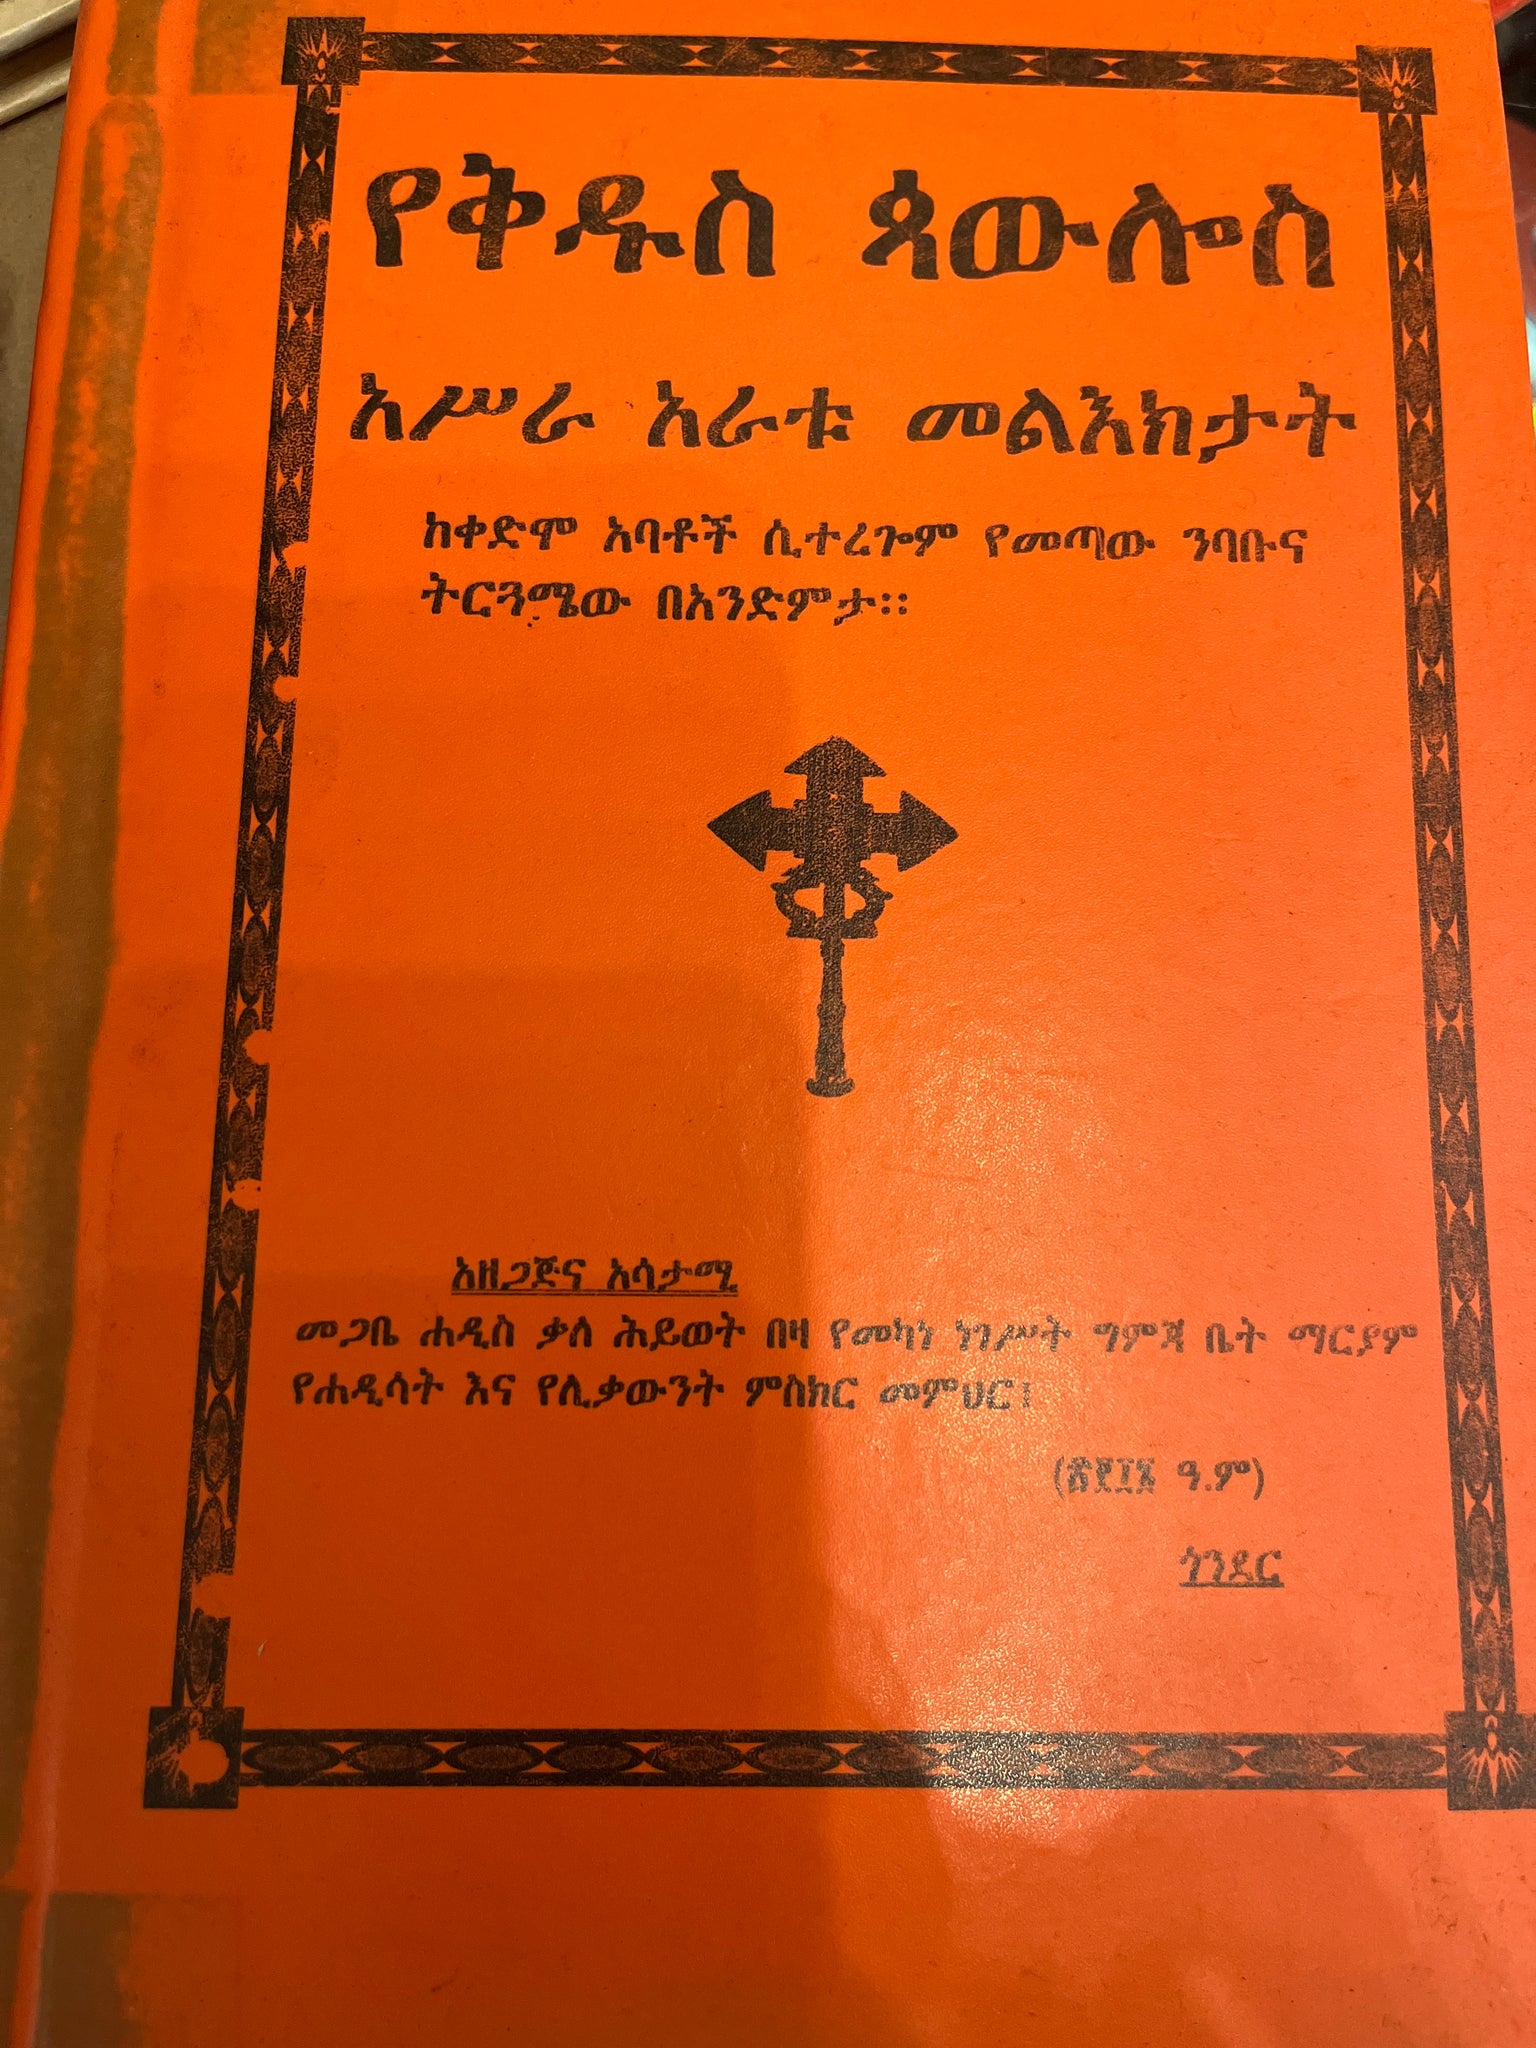 የቅዱስ ጳውሎስ
አሥራ አራቱ መልእክታት
ከቀድሞ አባቶች ሲተረጐም የመጣው ንባቡና
ትርጓሜው በአንድምታ።
አዘጋጅና አሳታሚ
መጋቤ ሐዲስ ቃለ ሕይወት በዛ የመካነ ነገሥት ግምጃ ቤት ማርያም
የሐዲሳት እና የሊቃውንት ምስክር መምህር፤
ዓ.ም)
ጎንደር